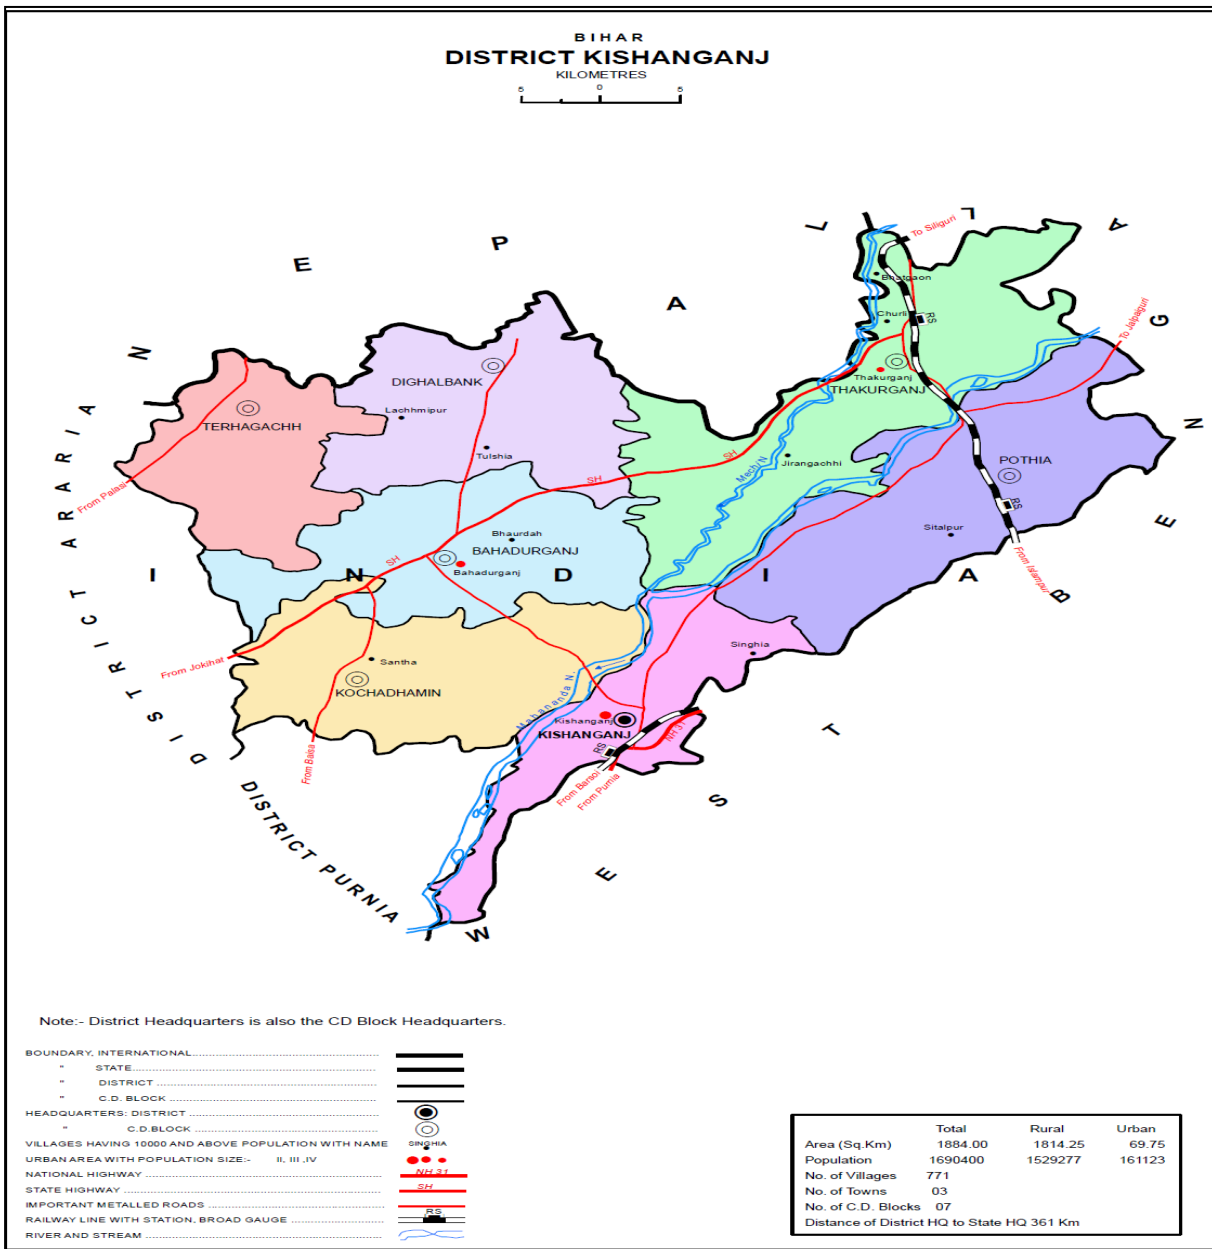 BIHAR
DISTRICT KISHANGANJ
KILOMETRES
5 0 5
N E P A L
W E S T B E N G A L
I N D I A
DISTRICT ARARIA
DISTRICT PURNIA
To Siliguri
Bhatgaon
Churli
RS
To Jalpaiguri
Thakurganj
THAKURGANJ
DIGHALBANK
Lachhmipur
TERHAGACHH
Tulshia
SH
Mech N
Jirangachhi
POTHIA
From Palasi
SH
RS
Sitalpur
Bhaurdah
BAHADURGANJ
SH
Bahadurganj
From Islampur
Singhia
Santha
From Jokihat
KOCHADHAMIN
Mahananda N.
Kishanganj
KISHANGANJ
NH 31
RS
From Baisa
From Barsoi
From Purnia
Note:- District Headquarters is also the CD Block Headquarters.
BOUNDARY, INTERNATIONAL
" STATE
" DISTRICT
" C.D. BLOCK
HEADQUARTERS: DISTRICT
" C.D.BLOCK
VILLAGES HAVING 10000 AND ABOVE POPULATION WITH NAME SINGHIA
URBAN AREA WITH POPULATION SIZE:- II, III ,IV
NATIONAL HIGHWAY NH 31
STATE HIGHWAY SH
IMPORTANT METALLED ROADS
RAILWAY LINE WITH STATION, BROAD GAUGE RS
RIVER AND STREAM
Total Rural Urban
Area (Sq.Km) 1884.00 1814.25 69.75
Population 1690400 1529277 161123
No. of Villages 771
No. of Towns 03
No. of C.D. Blocks 07
Distance of District HQ to State HQ 361 Km